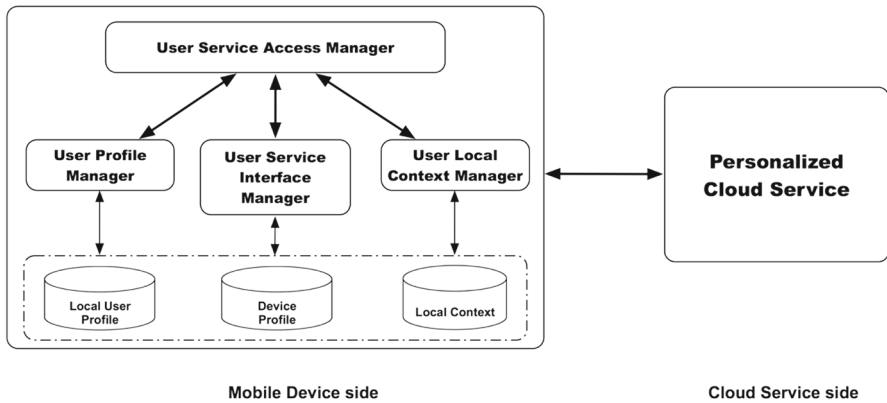 User Service Access Manager
User Profile
Manager
User Service
Interface
Manager
User Local
Context Manager
Personalized
Cloud Service
Local User
Profile
Device
Profile
Local Context
Mobile Device side
Cloud Service side